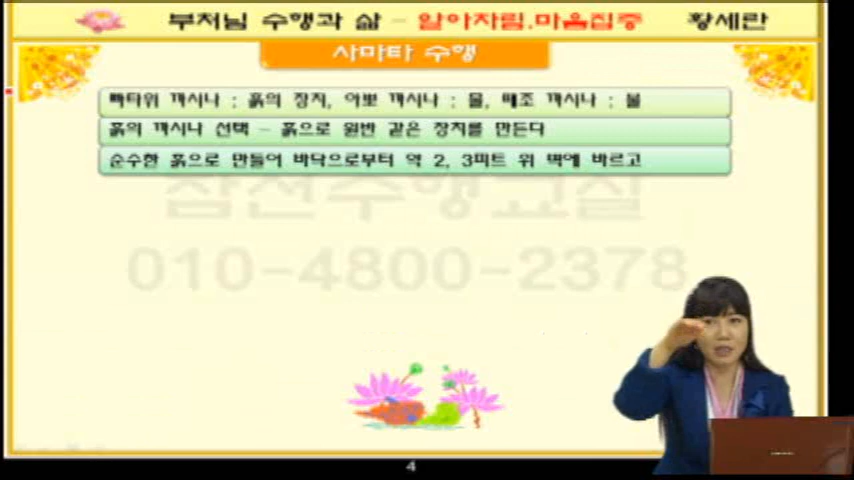 부처님 수행과 삶 - 알아차림.마음집중 황세란
사마타 수행
빠타위 까시나 : 흙의 장치, 아뽀 까시나 : 물, 떼조 까시나 : 불
흙의 까시나 선택 - 흙으로 원반 같은 장치를 만든다
순수한 흙으로 만들어 바닥으로부터 약 2, 3피트 위 벽에 바르고
참선수행교실
010-4800-2378
4